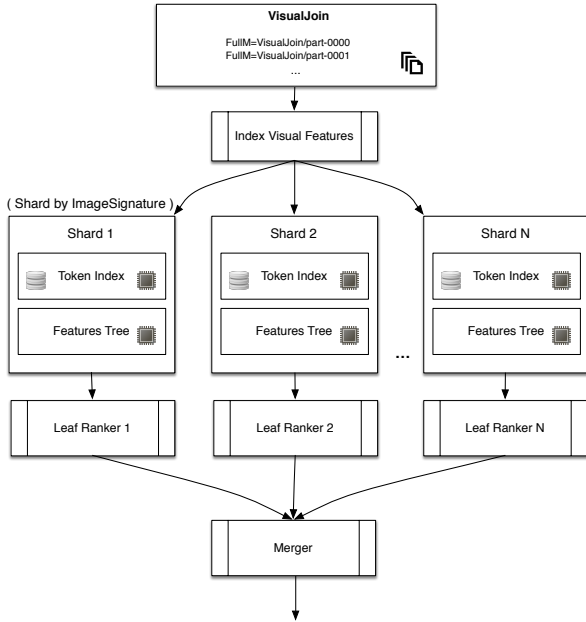 VisualJoin
FullM=VisualJoin/part-0000
FullM=VisualJoin/part-0001
...
Index Visual Features
( Shard by ImageSignature )
Shard 1
Shard 2
Shard N
Token Index
Token Index
Token Index
Features Tree
Features Tree
Features Tree
...
Leaf Ranker 1
Leaf Ranker 2
Leaf Ranker N
Merger